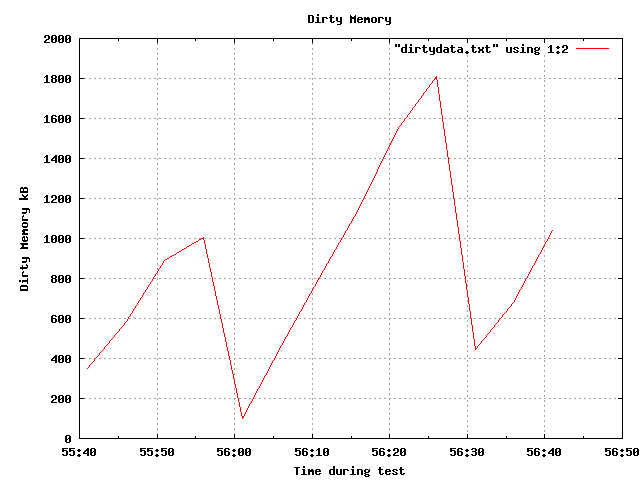 Dirty Memory
"dirtydata.txt" using 1:2
2000
1800
1600
1400
1200
1000
800
600
400
200
0
Dirty Memory kB
55:40 55:50 56:00 56:10 56:20 56:30 56:40 56:50
Time during test